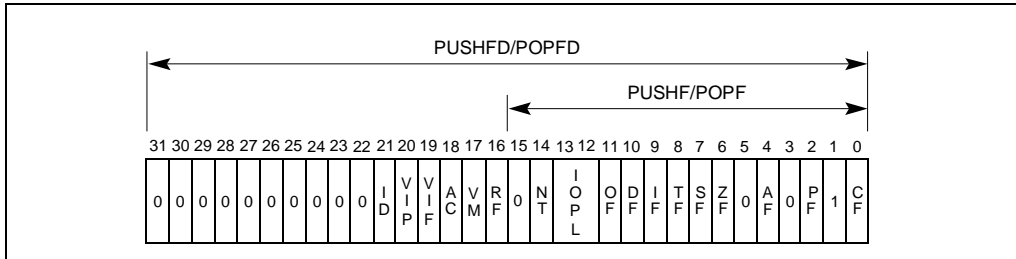 PUSHFD/POPFD
PUSHF/POPF
31 30 29 28 27 26 25 24 23 22 21 20 19 18 17 16 15 14 13 12 11 10 9 8 7 6 5 4 3 2 1 0
0 0 0 0 0 0 0 0 0 0 ID VIP VIF AC VM RF 0 NT IOPL OF DF IF TF SF ZF 0 AF 0 PF 1 CF